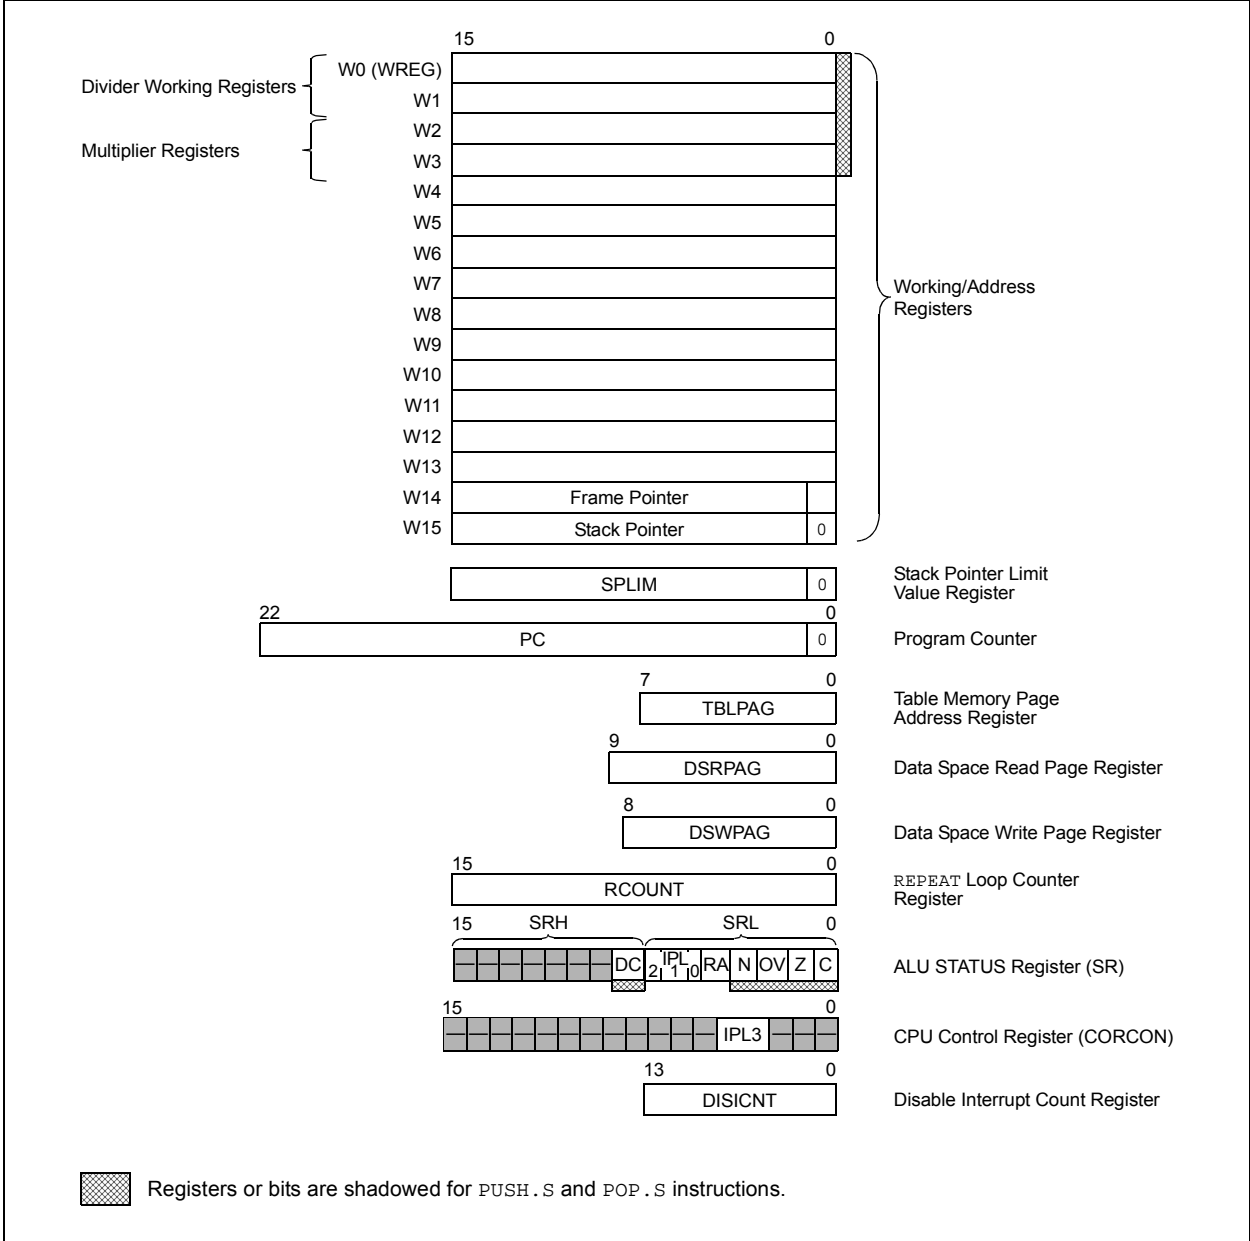 15 0
W0 (WREG)
Divider Working Registers
W1
W2
Multiplier Registers
W3
W4
W5
W6
W7
Working/Address
Registers
W8
W9
W10
W11
W12
W13
W14 Frame Pointer
W15 Stack Pointer 0
SPLIM 0 Stack Pointer Limit
Value Register
22 0
PC 0 Program Counter
7 0
TBLPAG Table Memory Page
Address Register
9 0
DSRPAG Data Space Read Page Register
8 0
DSWPAG Data Space Write Page Register
15 0
RCOUNT REPEAT Loop Counter
Register
15 SRH SRL 0
— — — — — — — DC IPL 2 1 0 RA N OV Z C ALU STATUS Register (SR)
15 0
— — — — — — — — — — — — IPL3 — — — CPU Control Register (CORCON)
13 0
DISICNT Disable Interrupt Count Register
Registers or bits are shadowed for PUSH.S and POP.S instructions.